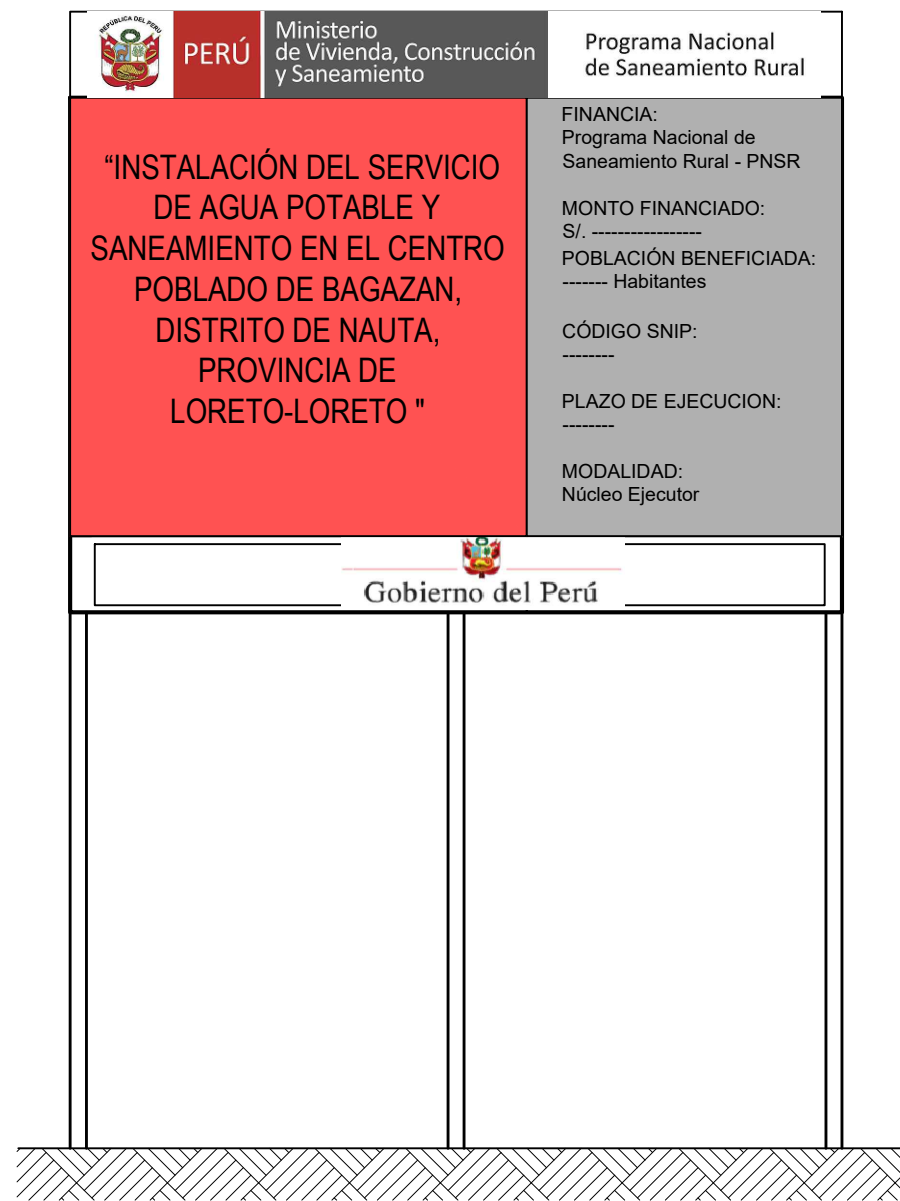 REPÚBLICA DEL PERÚ
PERÚ
Ministerio
de Vivienda, Construcción
y Saneamiento
Programa Nacional
de Saneamiento Rural
“INSTALACIÓN DEL SERVICIO
DE AGUA POTABLE Y
SANEAMIENTO EN EL CENTRO
POBLADO DE BAGAZAN,
DISTRITO DE NAUTA,
PROVINCIA DE
LORETO-LORETO "
FINANCIA:
Programa Nacional de
Saneamiento Rural - PNSR
MONTO FINANCIADO:
S/. -----------------
POBLACIÓN BENEFICIADA:
------- Habitantes
CÓDIGO SNIP:
--------
PLAZO DE EJECUCION:
--------
MODALIDAD:
Núcleo Ejecutor
Gobierno del Perú